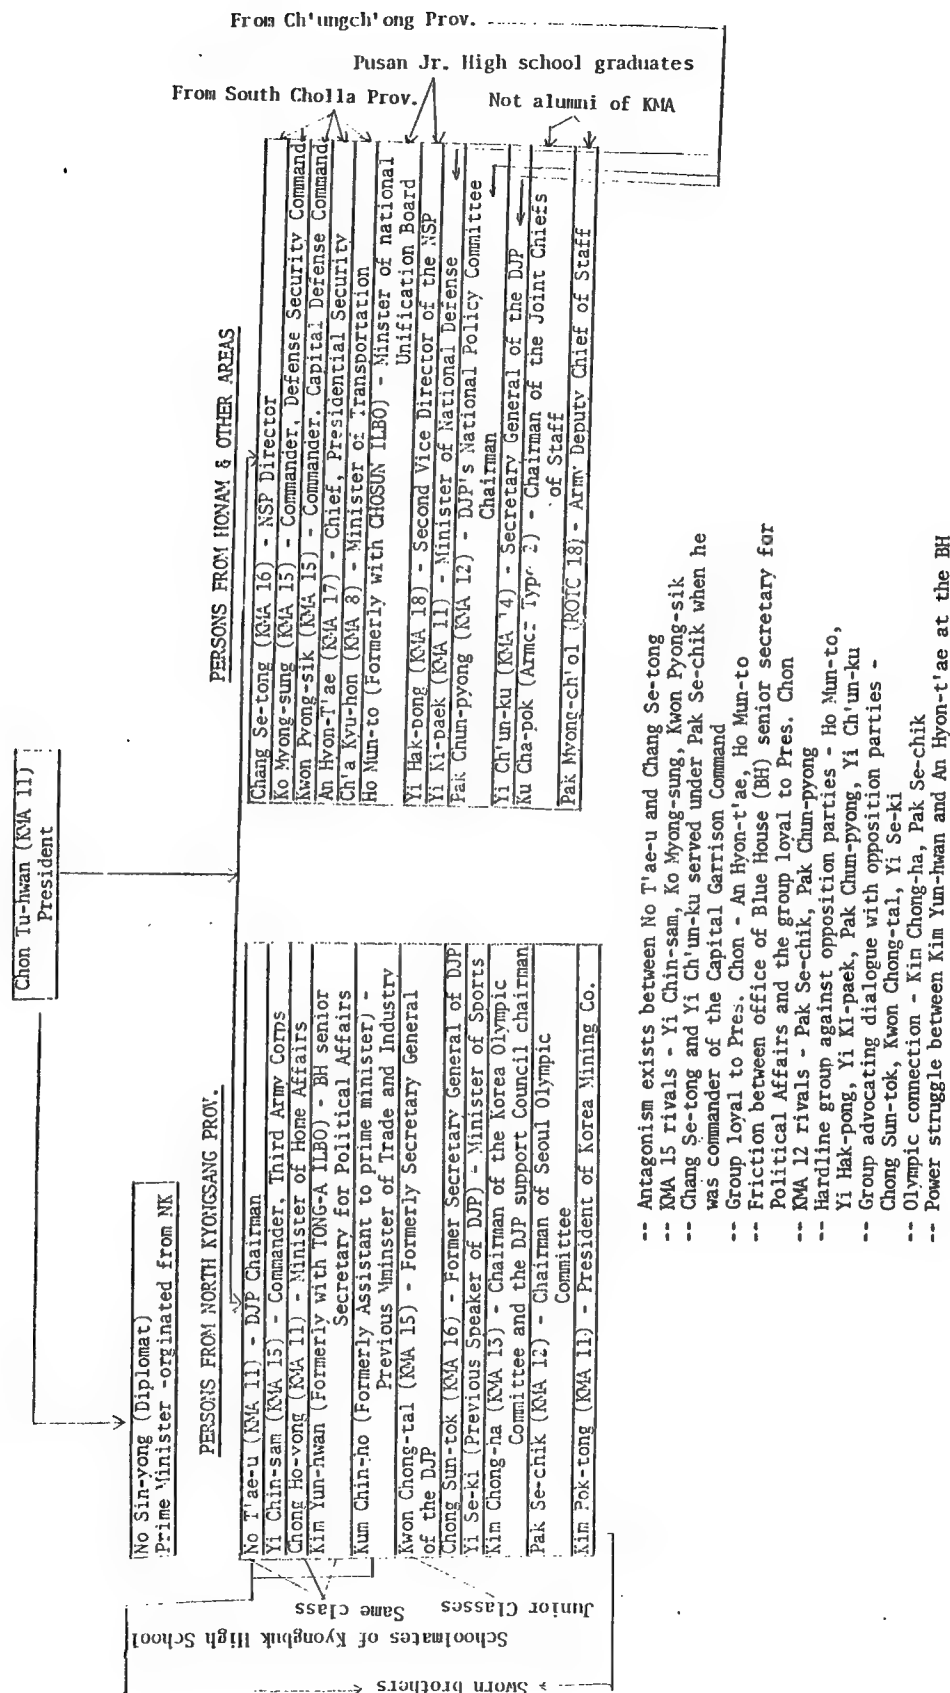 Chon Tu-hwan (KMA 11)
President
No Sin-yong (Diplomat)
Prime Minister -orginated from NK
PERSONS FROM NORTH KYONGSANG PROV.
No T'ae-u (KMA 11) - DJP Chairman
Yi Chin-sam (KMA 15) - Commander, Third Army Corps
Chong Ho-yong (KMA 11) - Minister of Home Affairs
Kim Yun-hwan (Formerly with TONG-A ILBO) - BH senior
Secretary for Political Affairs
Kum Chin-ho (Formerly Assistant to prime minister) -
Previous Mminister of Trade and Industry
Kwon Chong-tal (KMA 15) - Formerly Secretary General
of the DJP
Chong Sun-tok (KMA 16) - Former Secretary General of DJP
Yi Se-ki (Previous Speaker of DJP) - Minister of Sports
Kim Chong-ha (KMA 13) - Chairman of the Korea Olympic
Committee and the DJP support Council chairman
Pak Se-chik (KMA 12) - Chairman of Seoul Olympic
Committee
Kim Pok-tong (KMA 11) - President of Korea Mining Co.
Same class
Junior Classes
Schoolmates of Kyongbuk High School
Sworn brothers
PERSONS FROM HONAM & OTHER AREAS
Chang Se-tong (KMA 16) - NSP Director
Ko Myong-sung (KMA 15) - Commander, Defense Security Command
Kwon Pyong-sik (KMA 15) - Commander, Capital Defense Command
An Hyon-T'ae (KMA 17) - Chief, Presidential Security
Ch'a Kyu-hon (KMA 8) - Minister of Transportation
Ho Mun-to (Formerly with CHOSUN ILBO) - Minster of national
Unification Board
Yi Hak-pong (KMA 18) - Second Vice Director of the NSP
Yi Ki-paek (KMA 11) - Minister of National Defense
Pak Chun-pyong (KMA 12) - DJP's National Policy Committee
Chairman
Yi Ch'un-ku (KMA 14) - Secretary General of the DJP
Ku Cha-pok (Armor Type 2) - Chairman of the Joint Chiefs
of Staff
Pak Myong-ch'ol (ROTC 18) - Army Deputy Chief of Staff
From Ch'ungch'ong Prov.
Pusan Jr. High school graduates
From South Cholla Prov.
Not alumni of KMA
-- Antagonism exists between No T'ae-u and Chang Se-tong
-- KMA 15 rivals - Yi Chin-sam, Ko Myong-sung, Kwon Pyong-sik
-- Chang Se-tong and Yi Ch'un-ku served under Pak Se-chik when he
was commander of the Capital Garrison Command
-- Group loyal to Pres. Chon - An Hyon-t'ae, Ho Mun-to
-- Friction between office of Blue House (BH) senior secretary for
Political Affairs and the group loyal to Pres. Chon
-- KMA 12 rivals - Pak Se-chik, Pak Chun-pyong
-- Hardline group against opposition parties - Ho Mun-to,
Yi Hak-pong, Yi KI-paek, Pak Chun-pyong, Yi Ch'un-ku
-- Group advocating dialogue with opposition parties -
Chong Sun-tok, Kwon Chong-tal, Yi Se-ki
-- Olympic connection - Kim Chong-ha, Pak Se-chik
-- Power struggle between Kim Yun-hwan and An Hyon-t'ae at the BH